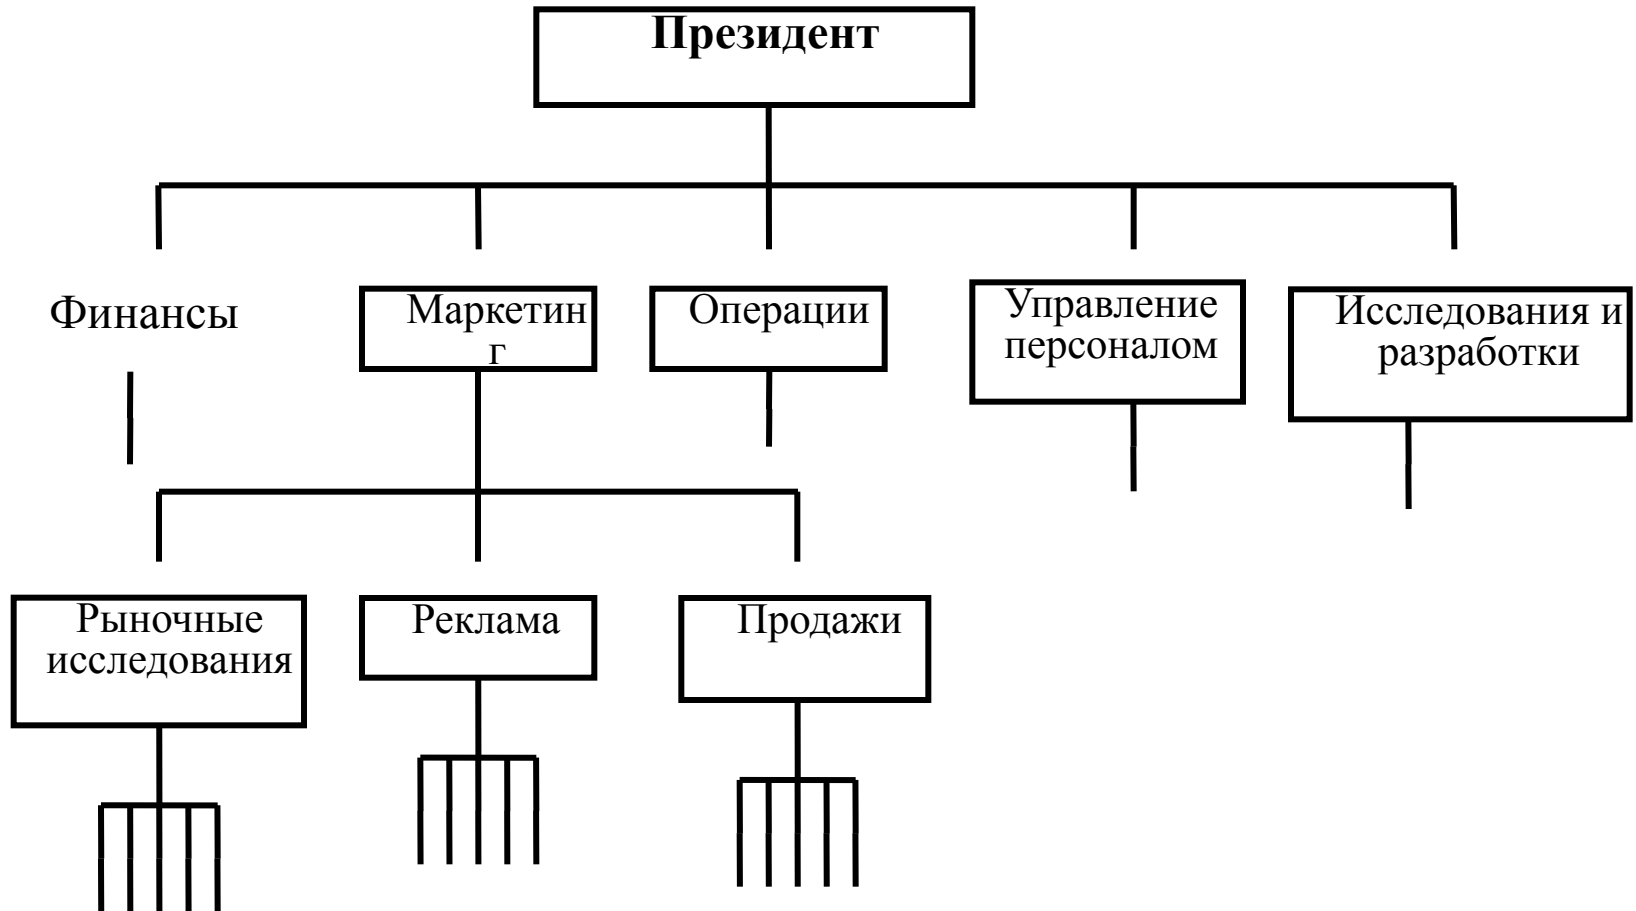 Президент
Финансы
Маркетин
г
Операции
Управление
персоналом
Исследования и
разработки
Рыночные
исследования
Реклама
Продажи